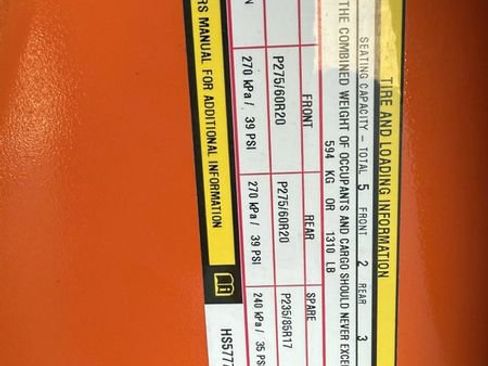 TIRE AND LOADING INFORMATION
SEATING CAPACITY - TOTAL 5 FRONT 2 REAR 3
THE COMBINED WEIGHT OF OCCUPANTS AND CARGO SHOULD NEVER EXCE
594 KG OR 1310 LB
FRONT REAR SPARE
P275/60R20 P275/60R20 P235/85R17
N 270 kPa / 39 PSI 270 kPa / 39 PSI 240 kPa / 35 PS
RS MANUAL FOR ADDITIONAL INFORMATION
HS577